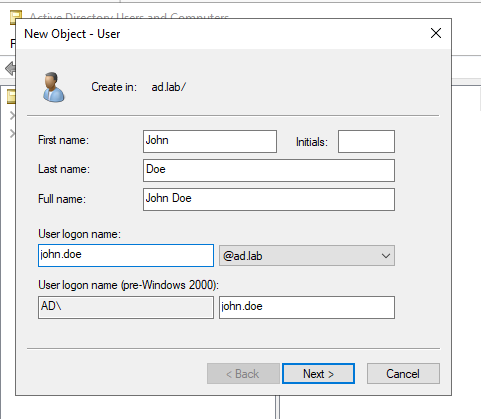 Active Directory Users and Computers
New Object - User
Create in: ad.lab/
First name: John Initials:
Last name: Doe
Full name: John Doe
User logon name:
john.doe @ad.lab
User logon name (pre-Windows 2000):
AD\ john.doe
< Back Next > Cancel